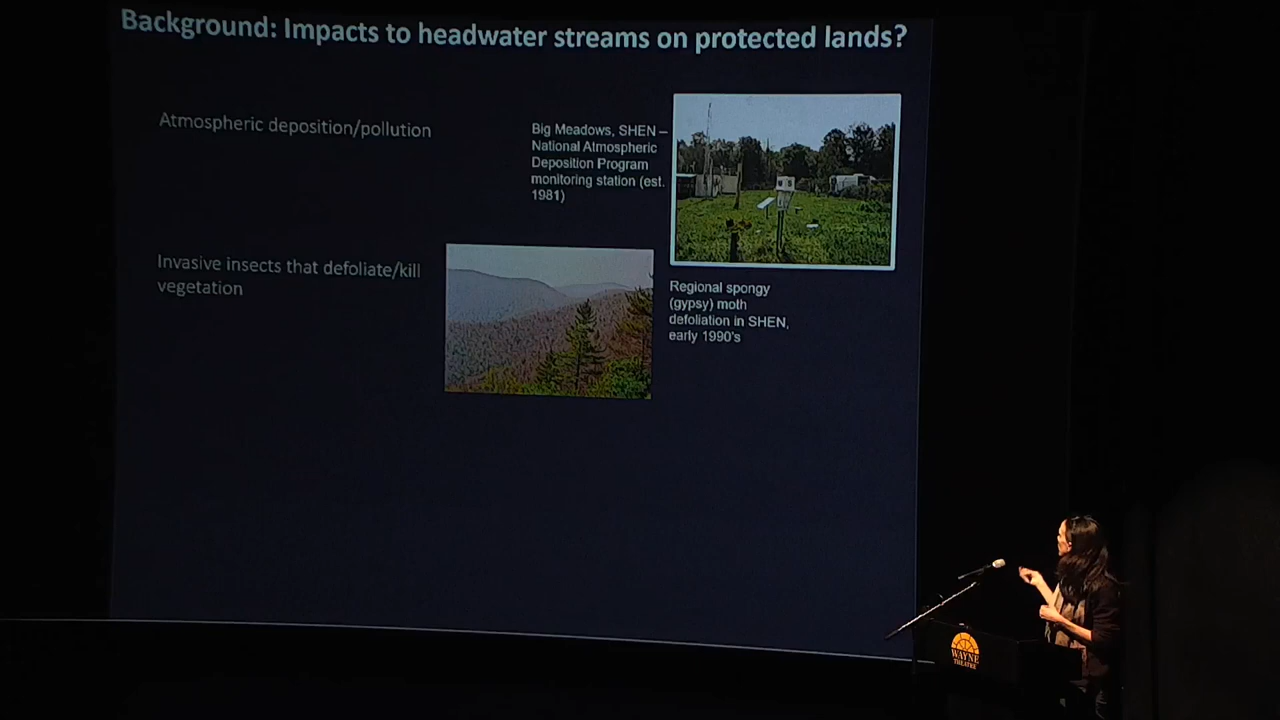 Background: Impacts to headwater streams on protected lands?
Atmospheric deposition/pollution
Big Meadows, SHEN –
National Atmospheric
Deposition Program
monitoring station (est.
1981)
Invasive insects that defoliate/kill
vegetation
Regional spongy
(gypsy) moth
defoliation in SHEN,
early 1990's
WAYNE
THEATRE